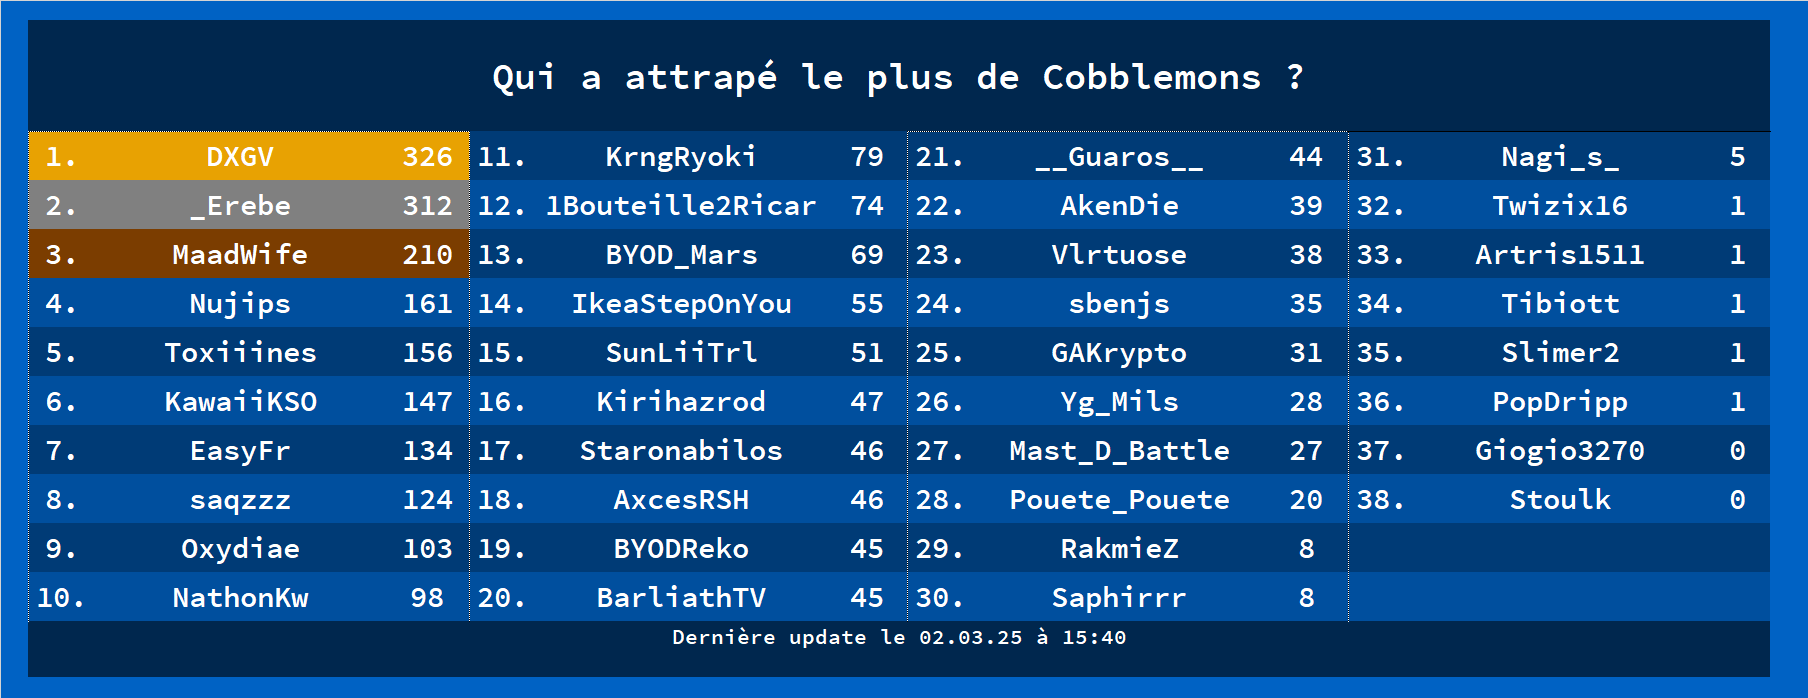 Qui a attrapé le plus de Cobblemons ?
1. DXGV 326
2. _Erebe 312
3. MaadWife 210
4. Nujips 161
5. Toxiiines 156
6. KawaiiKSO 147
7. EasyFr 134
8. saqzzz 124
9. Oxydiae 103
10. NathonKw 98
11. KrngRyoki 79
12. 1Bouteille2Ricar 74
13. BYOD_Mars 69
14. IkeaStepOnYou 55
15. SunLiiTrl 51
16. Kirihazrod 47
17. Staronabilos 46
18. AxcesRSH 46
19. BYODReko 45
20. BarliathTV 45
21. __Guaros__ 44
22. AkenDie 39
23. Vlrtuose 38
24. sbenjs 35
25. GAKrypto 31
26. Yg_Mils 28
27. Mast_D_Battle 27
28. Pouete_Pouete 20
29. RakmieZ 8
30. Saphirrr 8
31. Nagi_s_ 5
32. Twizix16 1
33. Artris1511 1
34. Tibiott 1
35. Slimer2 1
36. PopDripp 1
37. Giogio3270 0
38. Stoulk 0
Dernière update le 02.03.25 à 15:40